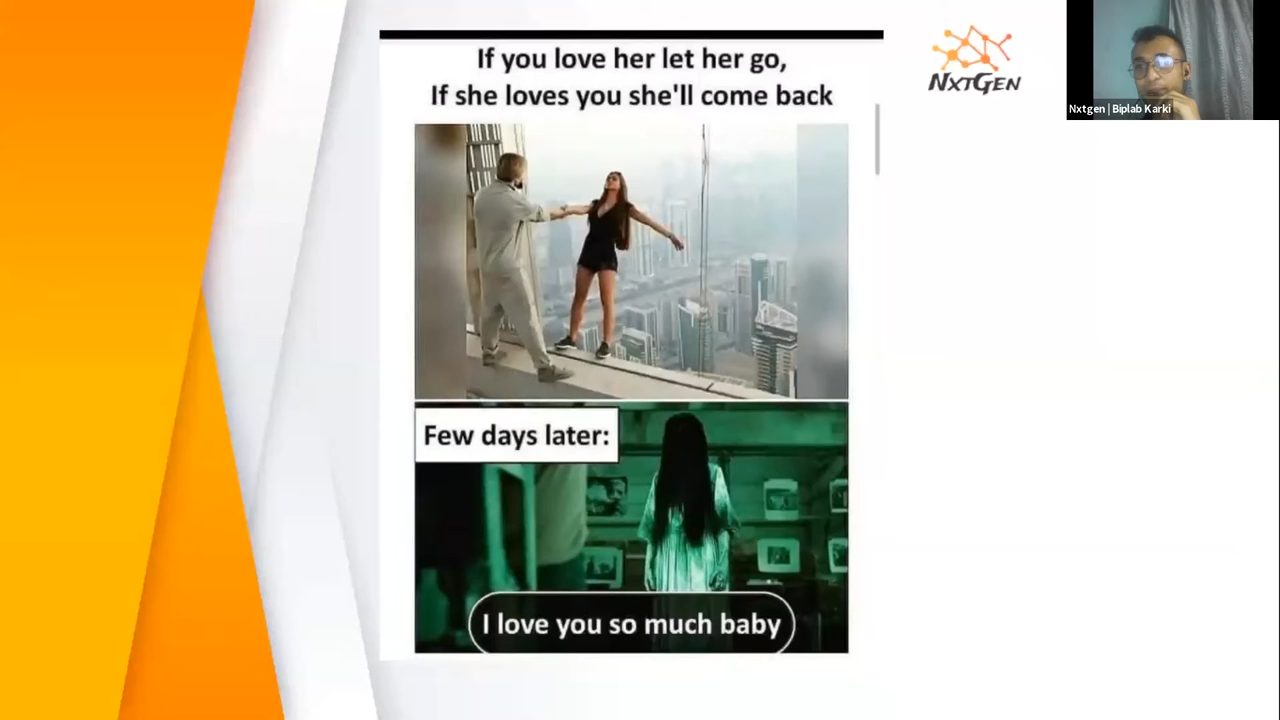 If you love her let her go,
If she loves you she'll come back
NXTGEN
Nxtgen | Biplab Karki
Few days later:
I love you so much baby